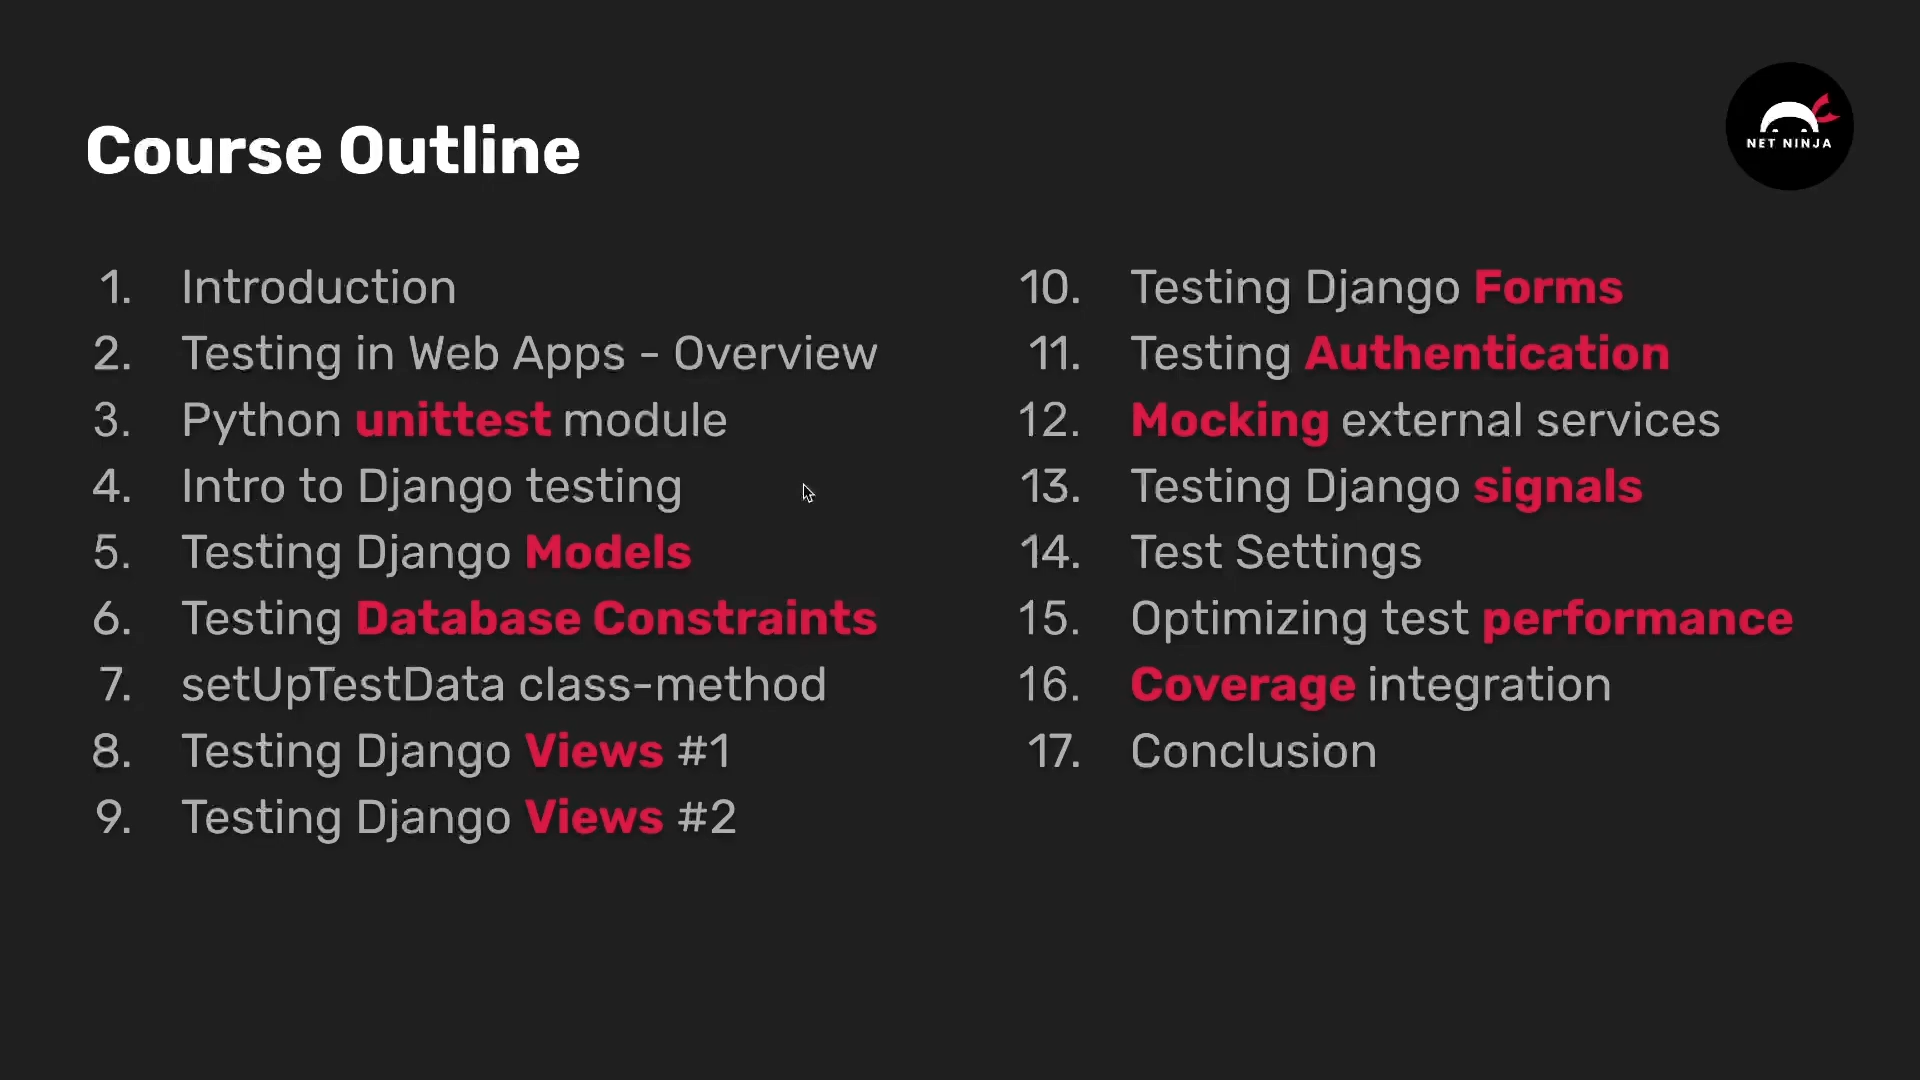 Course Outline
NET NINJA
1. Introduction
2. Testing in Web Apps - Overview
3. Python unittest module
4. Intro to Django testing
5. Testing Django Models
6. Testing Database Constraints
7. setUpTestData class-method
8. Testing Django Views #1
9. Testing Django Views #2
10. Testing Django Forms
11. Testing Authentication
12. Mocking external services
13. Testing Django signals
14. Test Settings
15. Optimizing test performance
16. Coverage integration
17. Conclusion